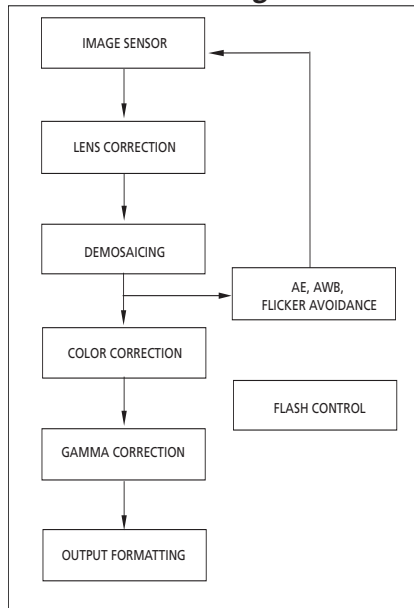 IMAGE SENSOR
LENS CORRECTION
DEMOSAICING
AE, AWB,
FLICKER AVOIDANCE
COLOR CORRECTION
FLASH CONTROL
GAMMA CORRECTION
OUTPUT FORMATTING